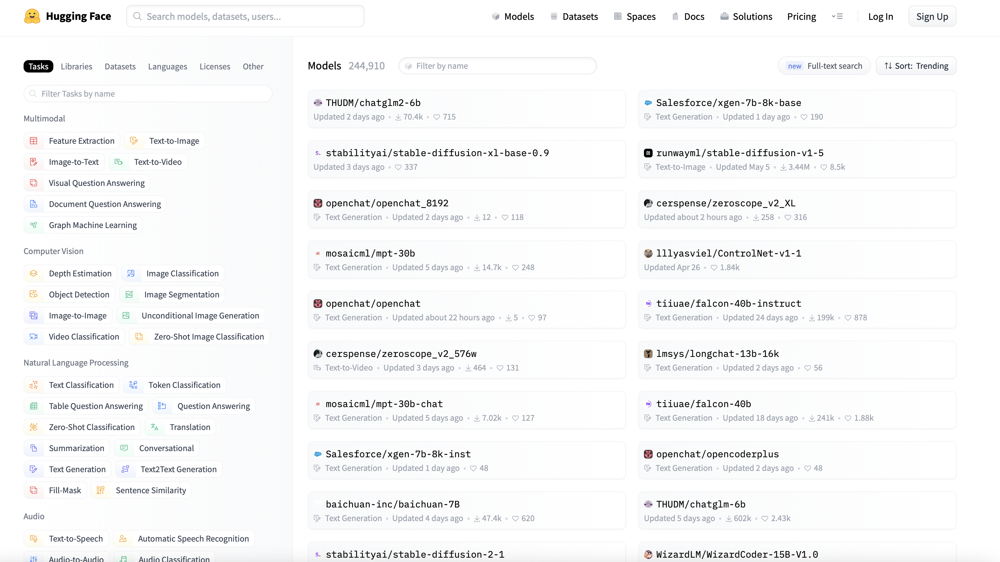 Hugging Face
Search models, datasets, users...
Models
Datasets
Spaces
Docs
Solutions
Pricing
Log In
Sign Up
Tasks
Libraries
Datasets
Languages
Licenses
Other
Filter Tasks by name
Multimodal
Feature Extraction
Text-to-Image
Image-to-Text
Text-to-Video
Visual Question Answering
Document Question Answering
Graph Machine Learning
Computer Vision
Depth Estimation
Image Classification
Object Detection
Image Segmentation
Image-to-Image
Unconditional Image Generation
Video Classification
Zero-Shot Image Classification
Natural Language Processing
Text Classification
Token Classification
Table Question Answering
Question Answering
Zero-Shot Classification
Translation
Summarization
Conversational
Text Generation
Text2Text Generation
Fill-Mask
Sentence Similarity
Audio
Text-to-Speech
Automatic Speech Recognition
Audio-to-Audio
Audio Classification
Models 244,910
Filter by name
new Full-text search
Sort: Trending
THUDM/chatglm2-6b
Updated 2 days ago • 70.4k • 715
Salesforce/xgen-7b-8k-base
Text Generation • Updated 1 day ago • 190
stabilityai/stable-diffusion-xl-base-0.9
Updated 3 days ago • 337
runwayml/stable-diffusion-v1-5
Text-to-Image • Updated May 5 • 3.44M • 8.5k
openchat/openchat_8192
Text Generation • Updated 2 days ago • 12 • 118
cerspense/zeroscope_v2_XL
Updated about 2 hours ago • 258 • 316
mosaicml/mpt-30b
Text Generation • Updated 5 days ago • 14.7k • 248
lllyasviel/ControlNet-v1-1
Updated Apr 26 • 1.84k
openchat/openchat
Text Generation • Updated about 22 hours ago • 5 • 97
tiiuae/falcon-40b-instruct
Text Generation • Updated 24 days ago • 199k • 878
cerspense/zeroscope_v2_576w
Text-to-Video • Updated 3 days ago • 464 • 131
lmsys/longchat-13b-16k
Text Generation • Updated 2 days ago • 56
mosaicml/mpt-30b-chat
Text Generation • Updated 5 days ago • 7.02k • 127
tiiuae/falcon-40b
Text Generation • Updated 18 days ago • 241k • 1.88k
Salesforce/xgen-7b-8k-inst
Text Generation • Updated 1 day ago • 48
openchat/opencoderplus
Text Generation • Updated 2 days ago • 48
baichuan-inc/baichuan-7B
Text Generation • Updated 4 days ago • 47.4k • 620
THUDM/chatglm-6b
Updated 5 days ago • 602k • 2.43k
stabilityai/stable-diffusion-2-1
WizardLM/WizardCoder-15B-V1.0